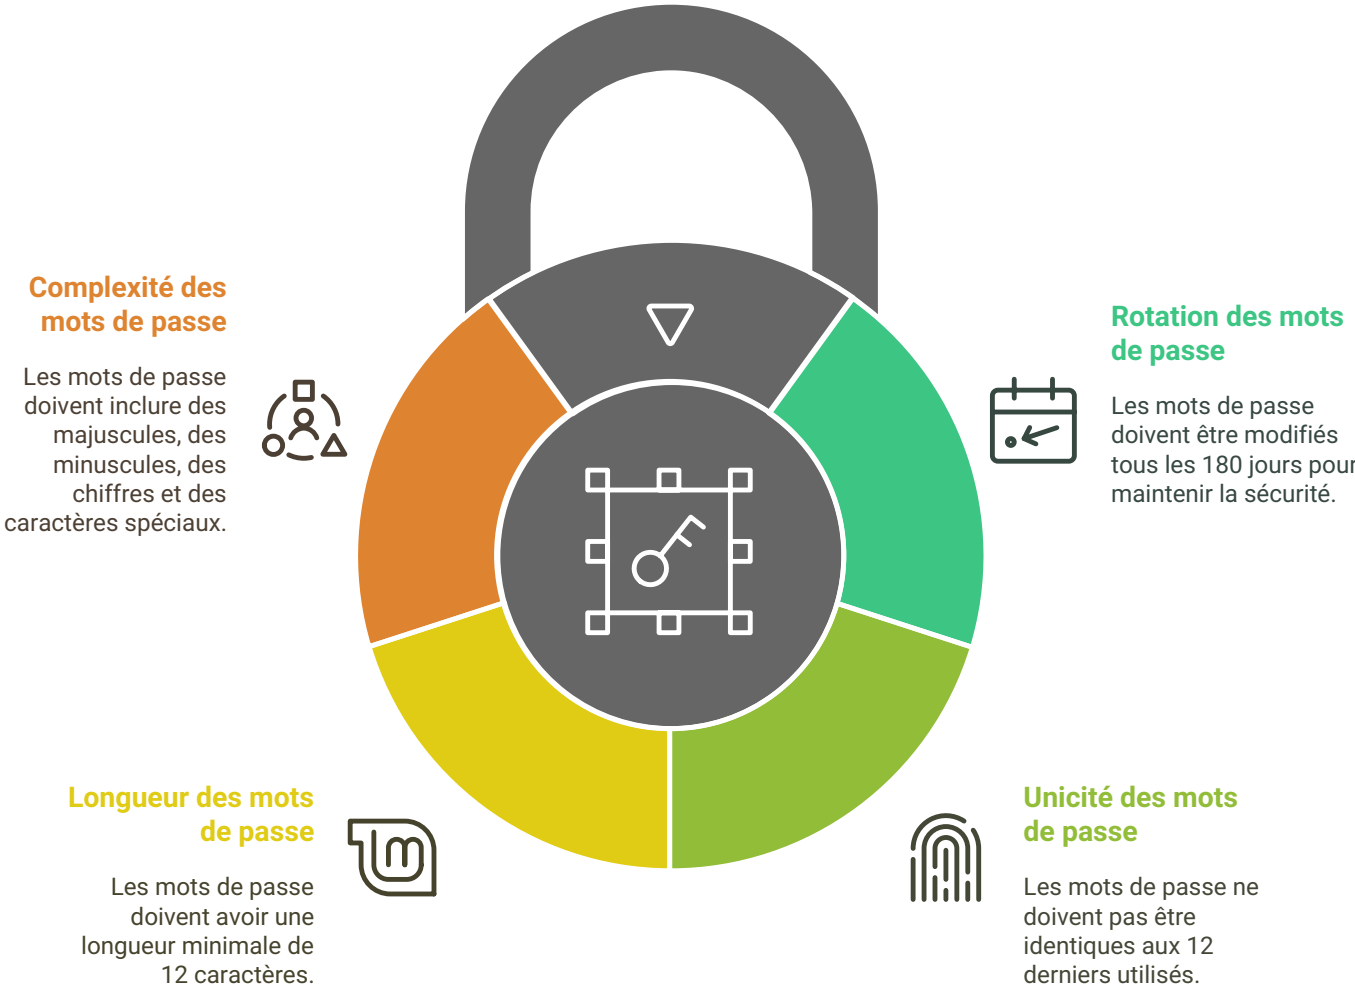 Complexité des
mots de passe
Les mots de passe
doivent inclure des
majuscules, des
minuscules, des
chiffres et des
caractères spéciaux.
Rotation des mots
de passe
Les mots de passe
doivent être modifiés
tous les 180 jours pour
maintenir la sécurité.
Longueur des mots
de passe
Les mots de passe
doivent avoir une
longueur minimale de
12 caractères.
Unicité des mots
de passe
Les mots de passe ne
doivent pas être
identiques aux 12
derniers utilisés.